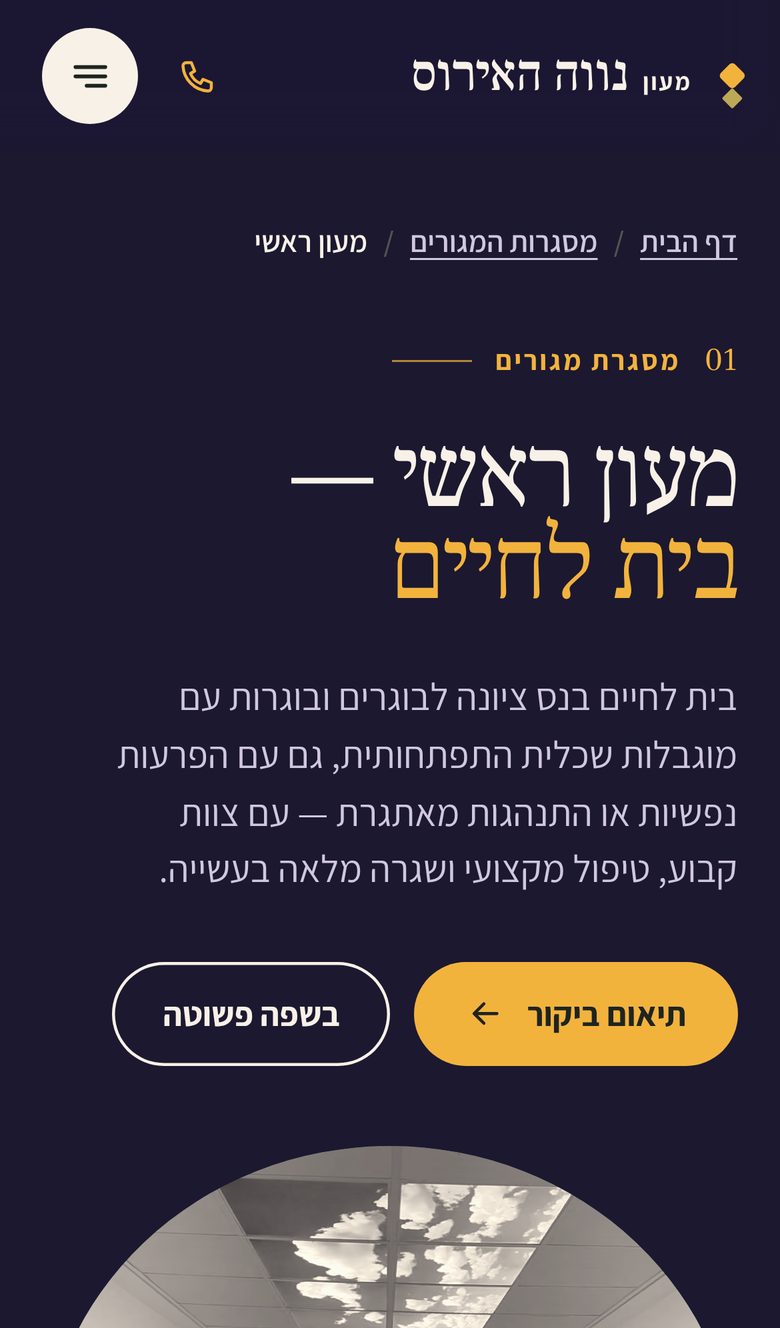 מעון נווה האירוס
דף הבית / מסגרות המגורים / מעון ראשי
01 מסגרת מגורים
מעון ראשי —
בית לחיים
בית לחיים בנס ציונה לבוגרים ובוגרות עם
מוגבלות שכלית התפתחותית, גם עם הפרעות
נפשיות או התנהגות מאתגרת — עם צוות
קבוע, טיפול מקצועי ושגרה מלאה בעשייה.
תיאום ביקור ←
בשפה פשוטה